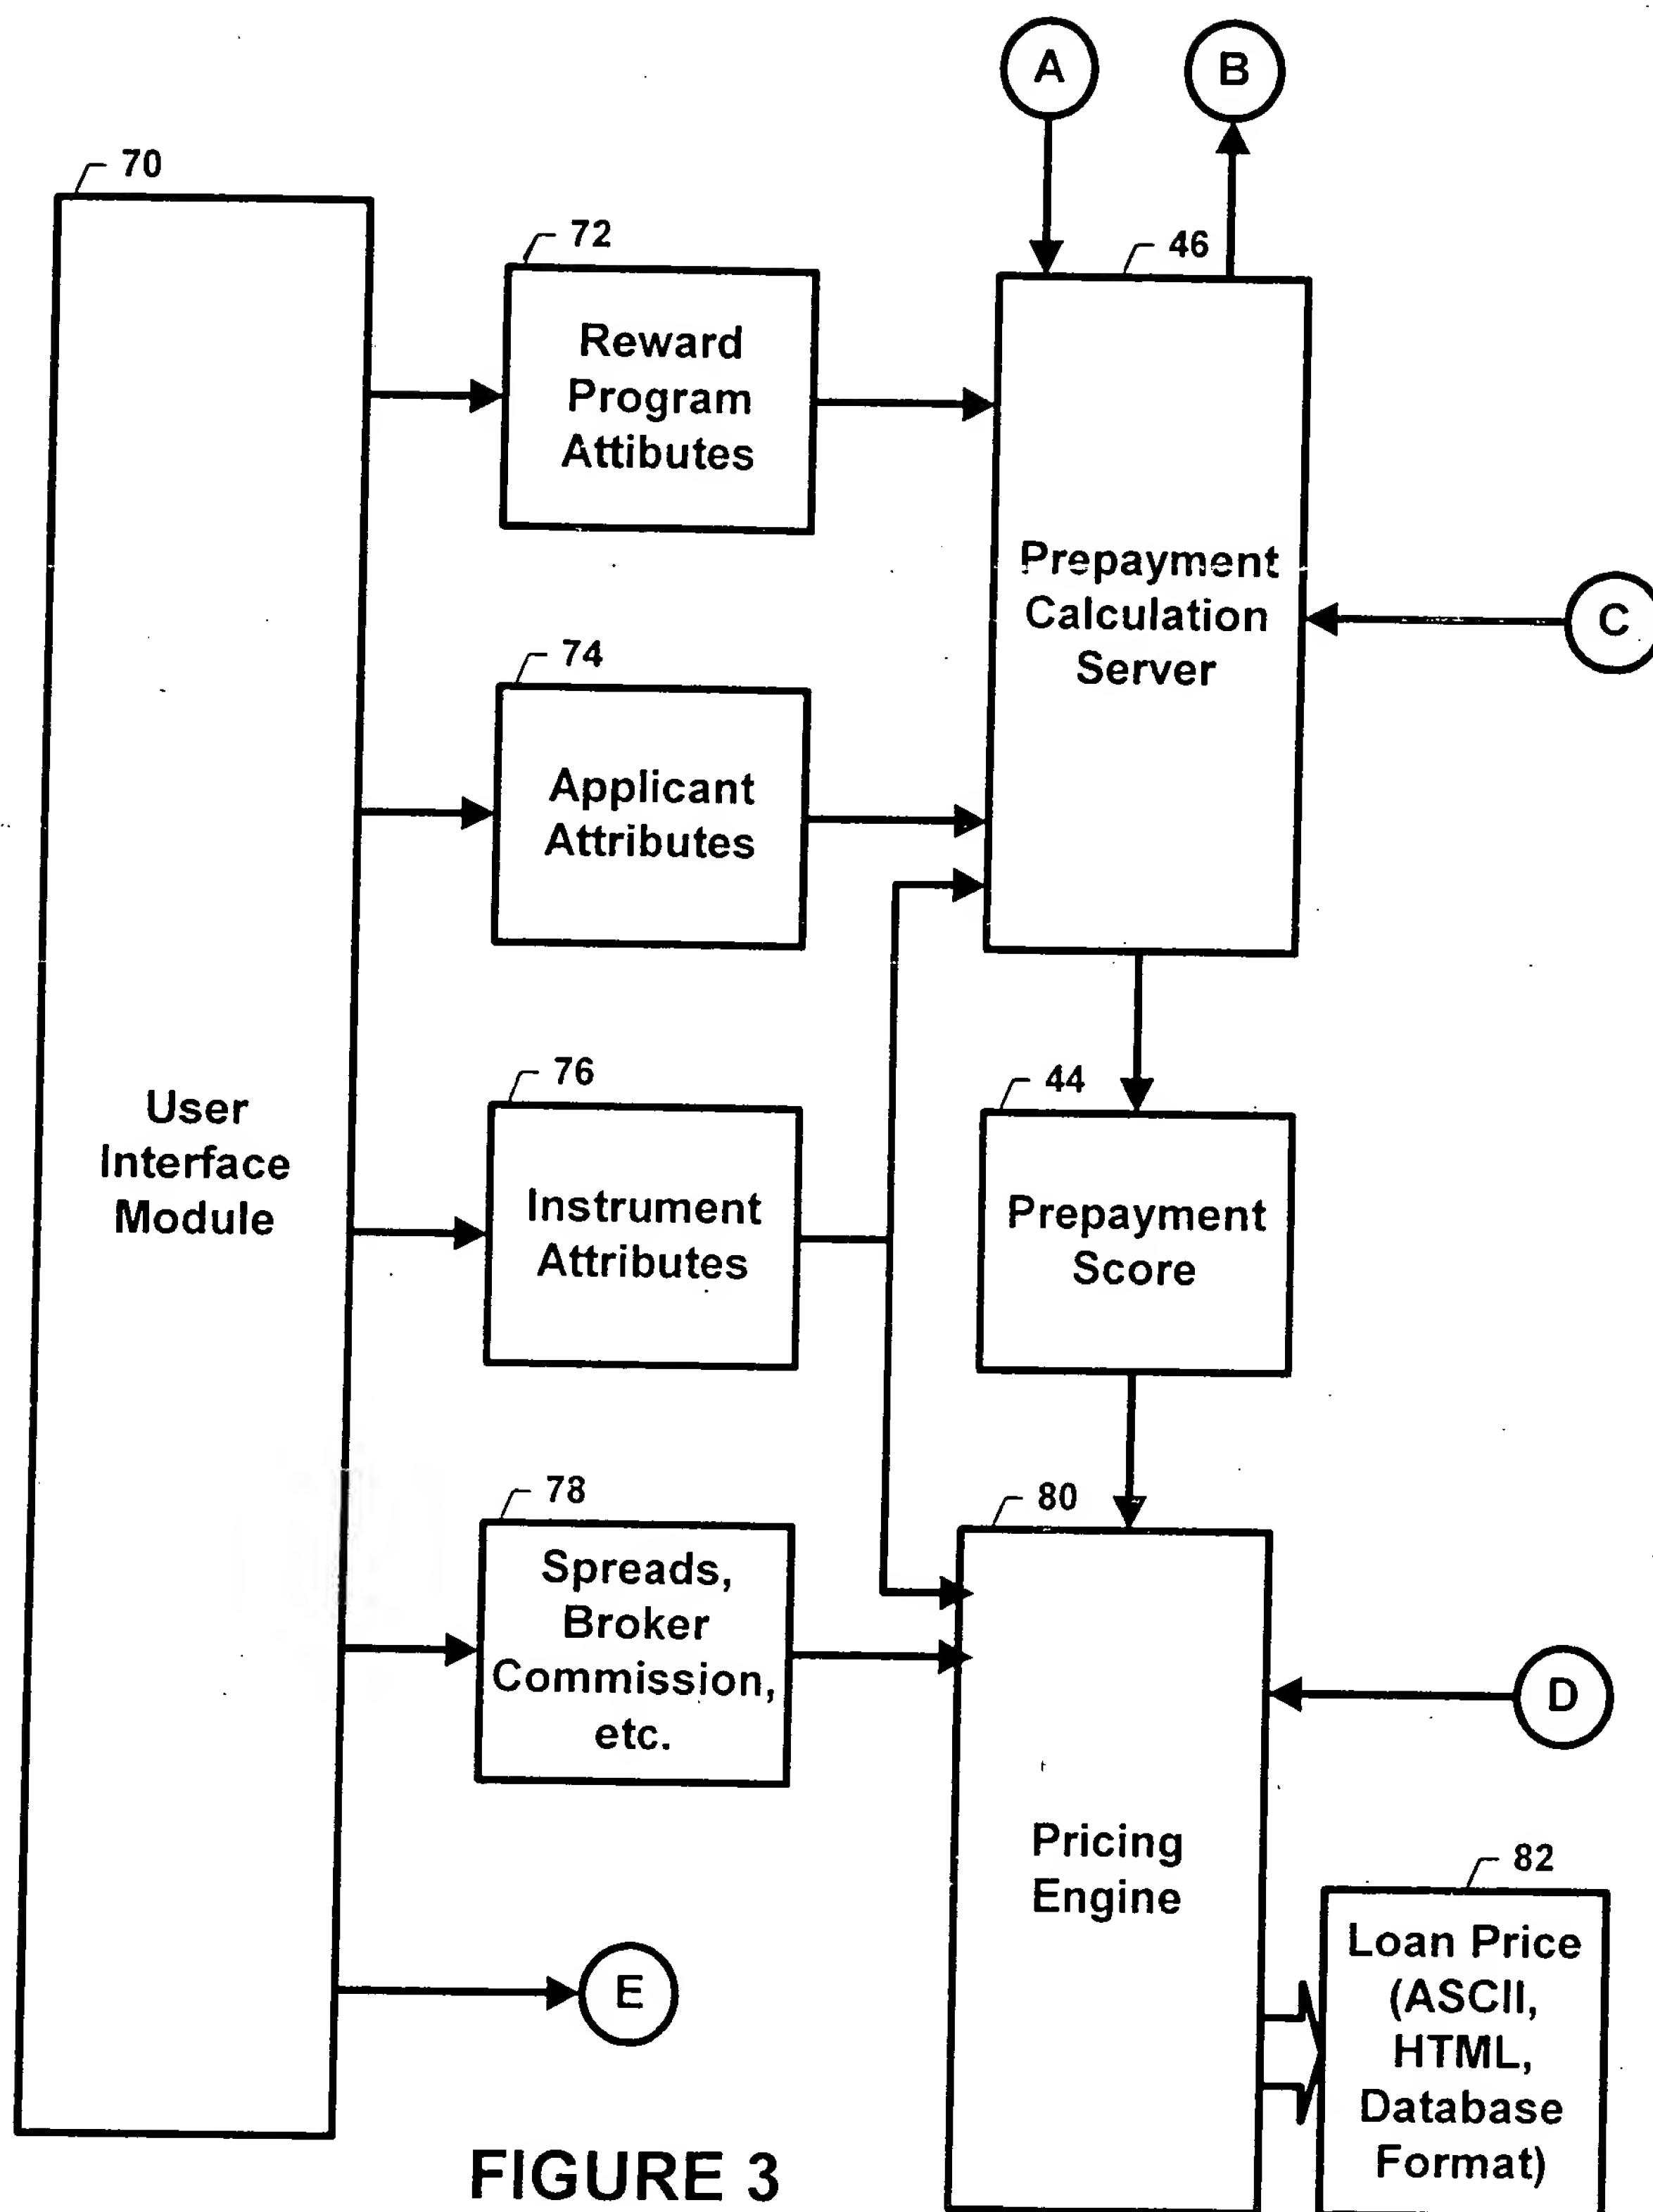 A
B
70
72
46
Reward
Program
Attibutes
Prepayment
Calculation
Server
C
74
Applicant
Attributes
76
44
User
Interface
Module
Instrument
Attributes
Prepayment
Score
78
80
Spreads,
Broker
Commission,
etc.
D
Pricing
Engine
82
Loan Price
(ASCII,
HTML,
Database
Format)
E
FIGURE 3